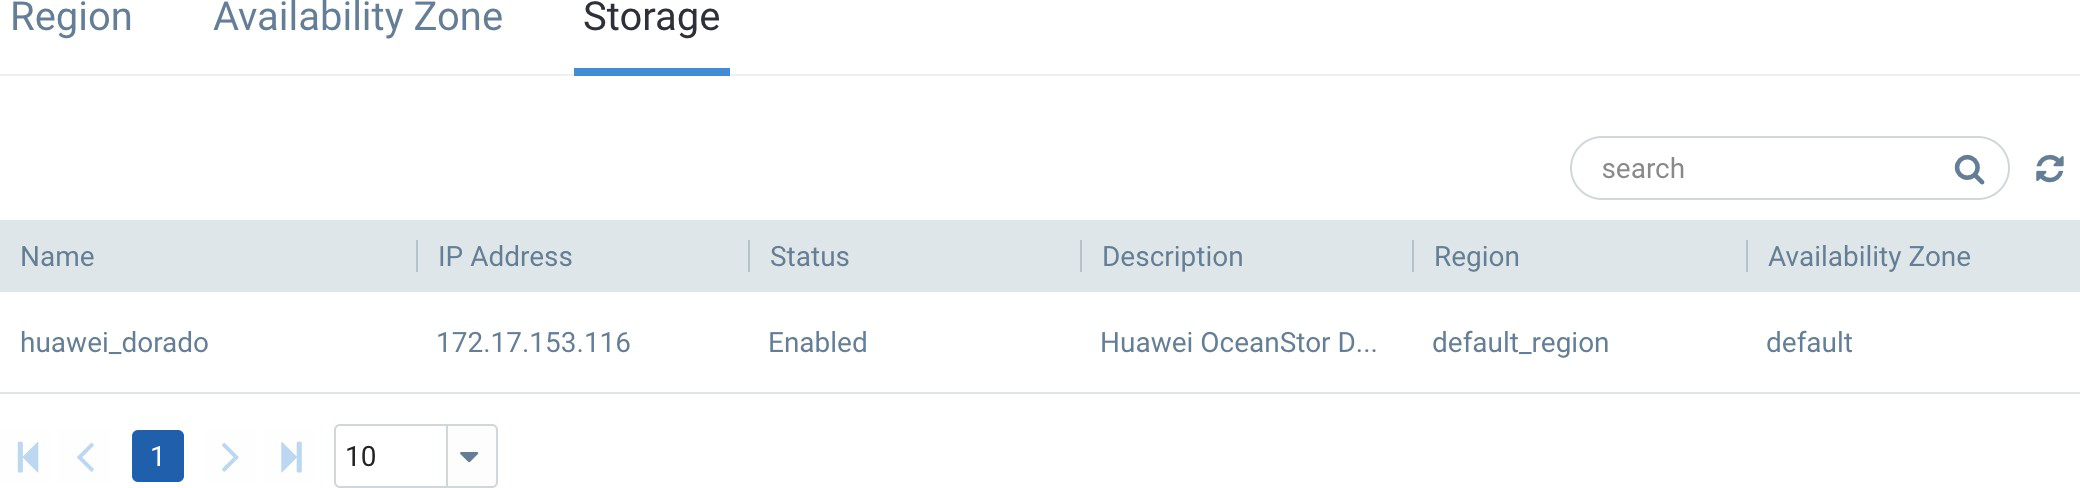 Region Availability Zone Storage
search
Name IP Address Status Description Region Availability Zone
huawei_dorado 172.17.153.116 Enabled Huawei OceanStor D... default_region default
1 10